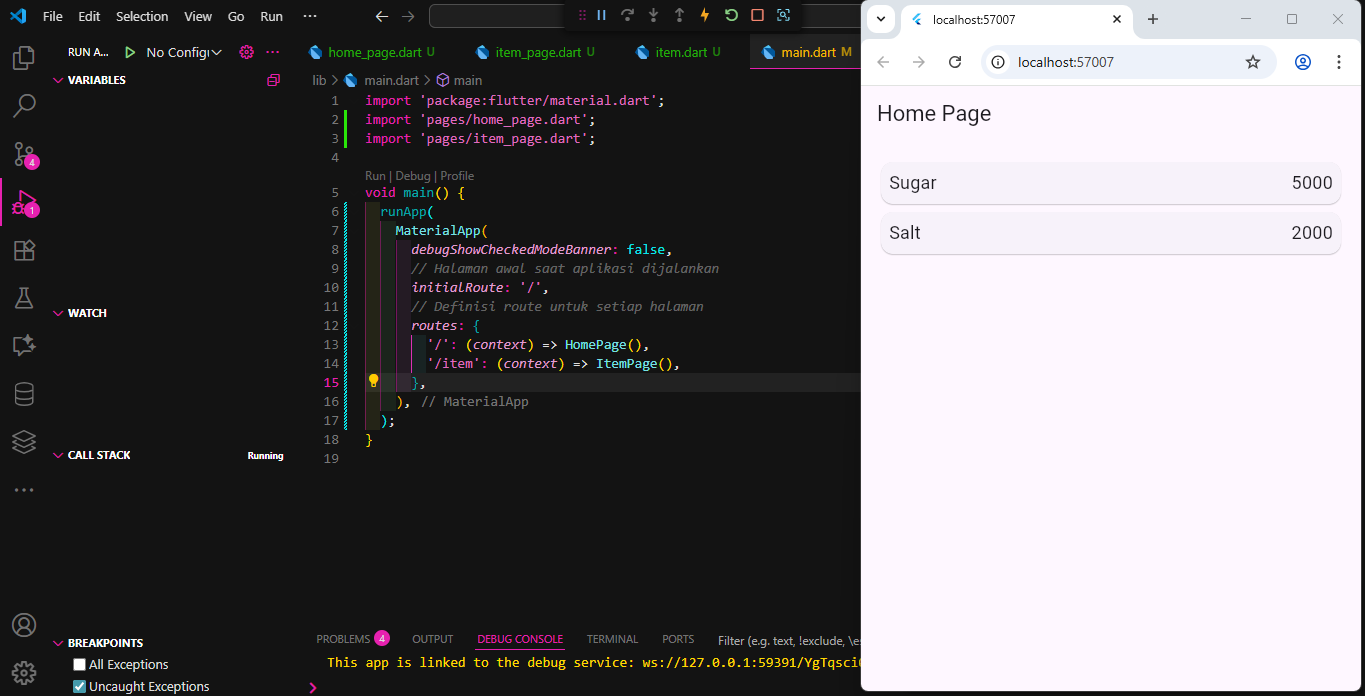 File Edit Selection View Go Run ···
RUN A... No Config
VARIABLES
WATCH
CALL STACK Running
BREAKPOINTS
All Exceptions
Uncaught Exceptions
4
1
home_page.dart U item_page.dart U item.dart U main.dart M
lib > main.dart > main
1 import 'package:flutter/material.dart';
2 import 'pages/home_page.dart';
3 import 'pages/item_page.dart';
4
Run | Debug | Profile
5 void main() {
6 runApp(
7 MaterialApp(
8 debugShowCheckedModeBanner: false,
9 // Halaman awal saat aplikasi dijalankan
10 initialRoute: '/',
11 // Definisi route untuk setiap halaman
12 routes: {
13 '/': (context) => HomePage(),
14 '/item': (context) => ItemPage(),
15 },
16 ), // MaterialApp
17 );
18 }
19
PROBLEMS 4 OUTPUT DEBUG CONSOLE TERMINAL PORTS Filter (e.g. text, !exclude, \es
This app is linked to the debug service: ws://127.0.0.1:59391/YgTqsci
localhost:57007
localhost:57007
Home Page
Sugar 5000
Salt 2000